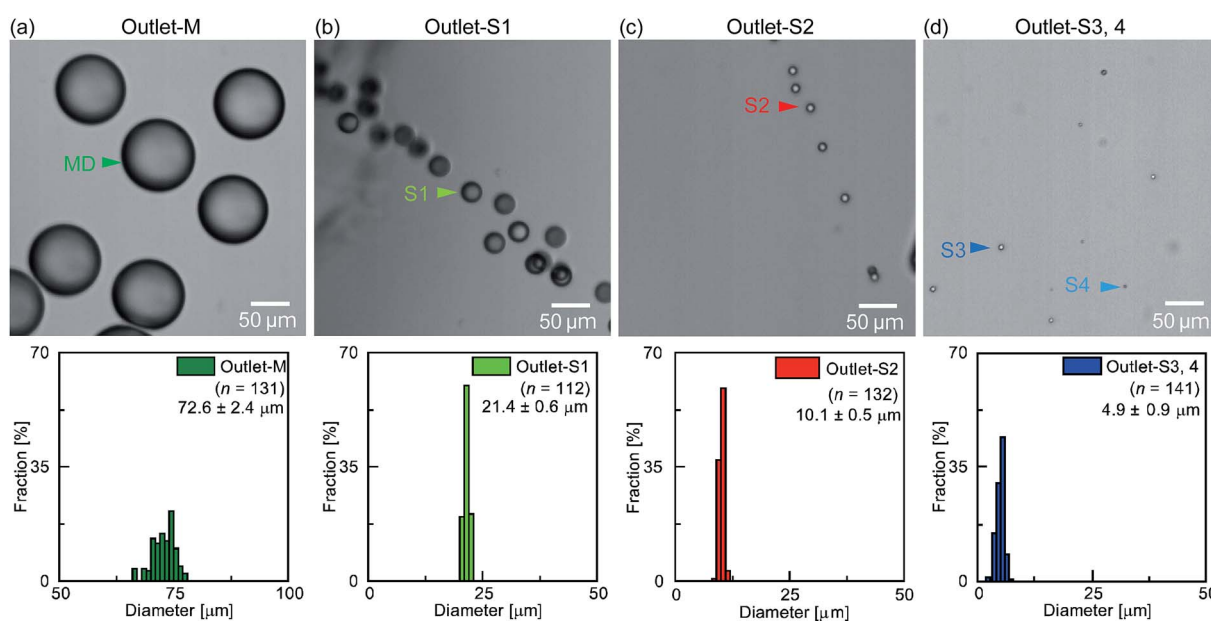 (a) Outlet-M
(b) Outlet-S1
(c) Outlet-S2
(d) Outlet-S3, 4
MD
50 µm
S1
50 µm
S2
50 µm
S3
S4
50 µm
70
35
0
Fraction [%]
Outlet-M
(n = 131)
72.6 ± 2.4 µm
50 75 100
Diameter [µm]
70
35
0
Fraction [%]
Outlet-S1
(n = 112)
21.4 ± 0.6 µm
0 25 50
Diameter [µm]
70
35
0
Fraction [%]
Outlet-S2
(n = 132)
10.1 ± 0.5 µm
0 25 50
Diameter [µm]
70
35
0
Fraction [%]
Outlet-S3, 4
(n = 141)
4.9 ± 0.9 µm
0 25 50
Diameter [µm]